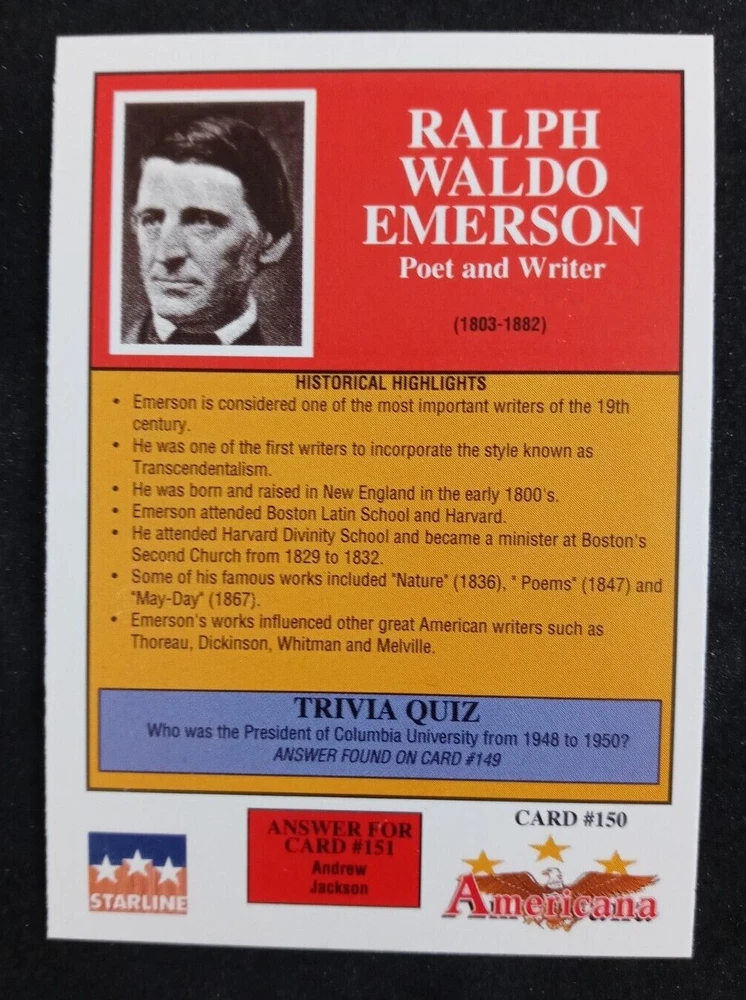 RALPH
WALDO
EMERSON
Poet and Writer
(1803-1882)
HISTORICAL HIGHLIGHTS
• Emerson is considered one of the most important writers of the 19th
century.
• He was one of the first writers to incorporate the style known as
Transcendentalism.
• He was born and raised in New England in the early 1800's.
• Emerson attended Boston Latin School and Harvard.
• He attended Harvard Divinity School and became a minister at Boston's
Second Church from 1829 to 1832.
• Some of his famous works included "Nature" (1836), " Poems" (1847) and
"May-Day" (1867).
• Emerson's works influenced other great American writers such as
Thoreau, Dickinson, Whitman and Melville.
TRIVIA QUIZ
Who was the President of Columbia University from 1948 to 1950?
ANSWER FOUND ON CARD #149
STARLINE
ANSWER FOR
CARD #151
Andrew
Jackson
CARD #150
Americana